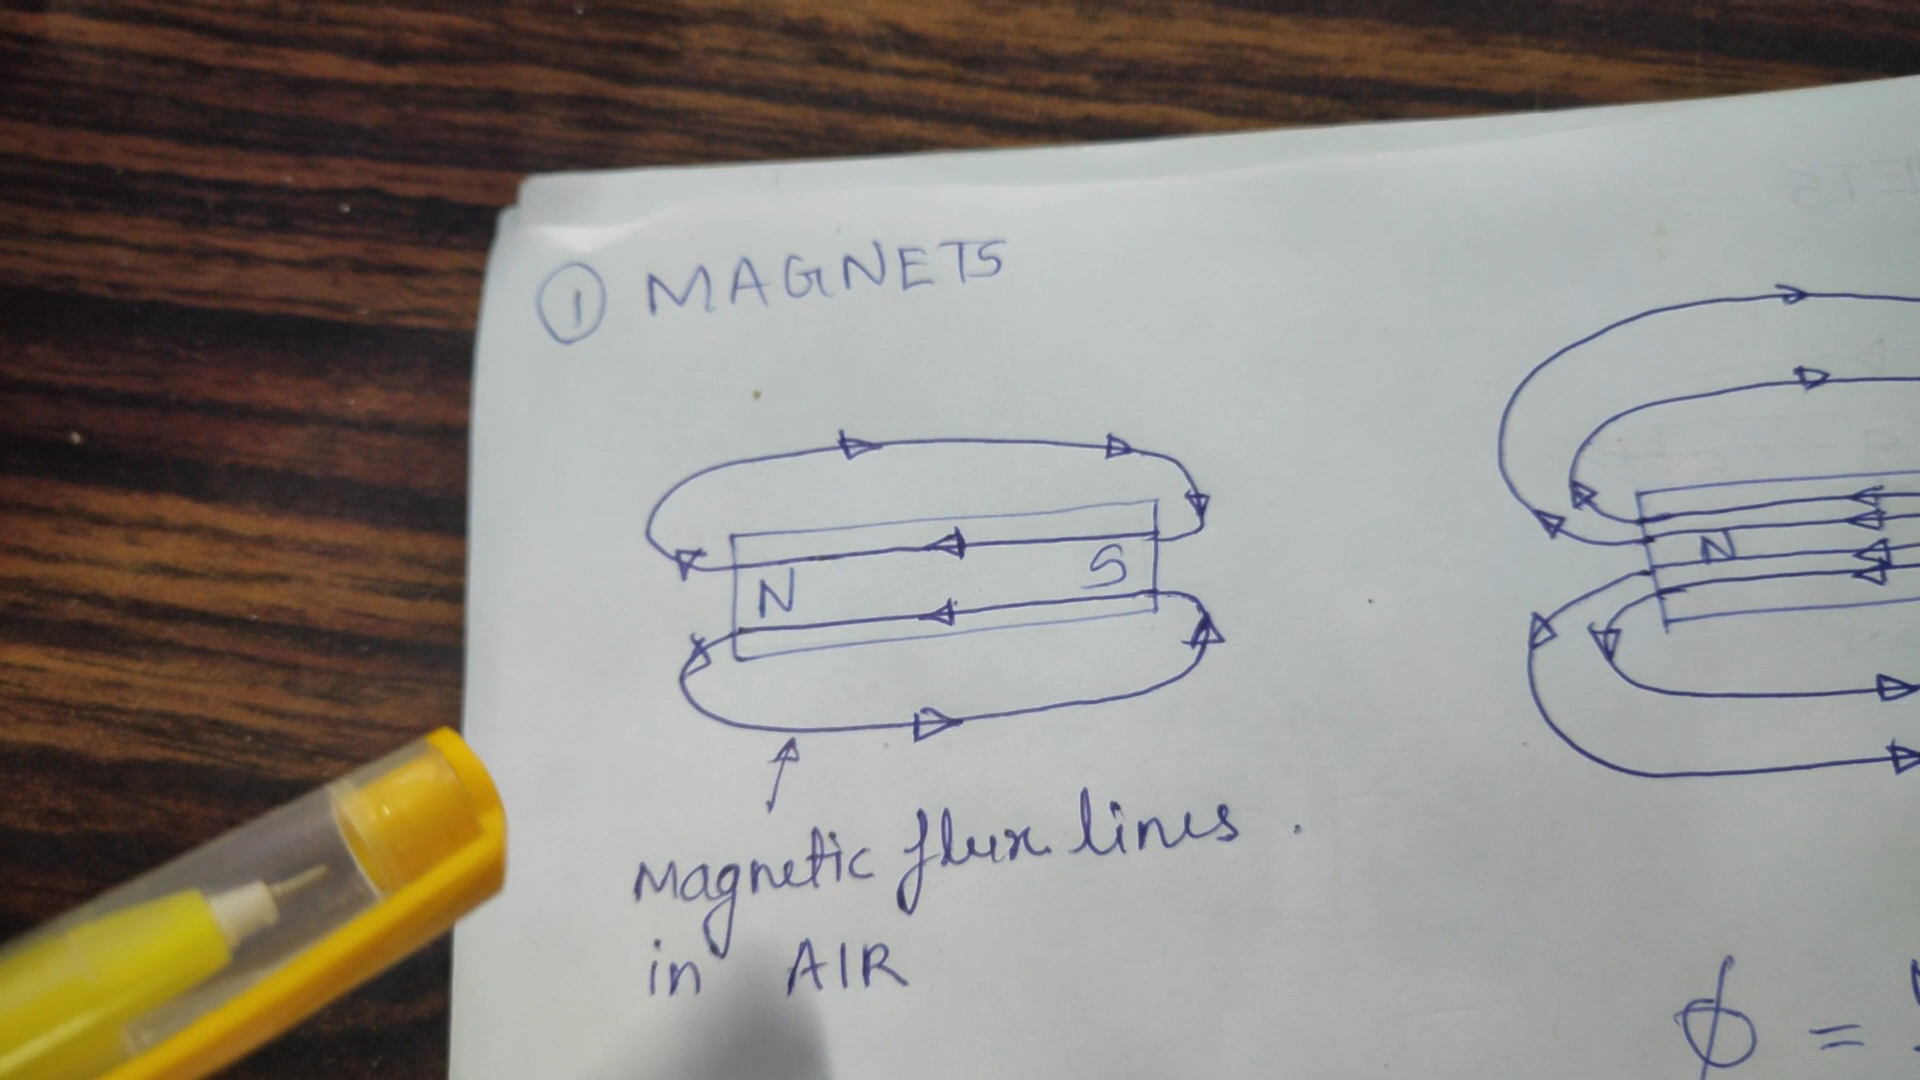 ① MAGNETS
N S
N
Magnetic flux lines.
in AIR
ϕ =